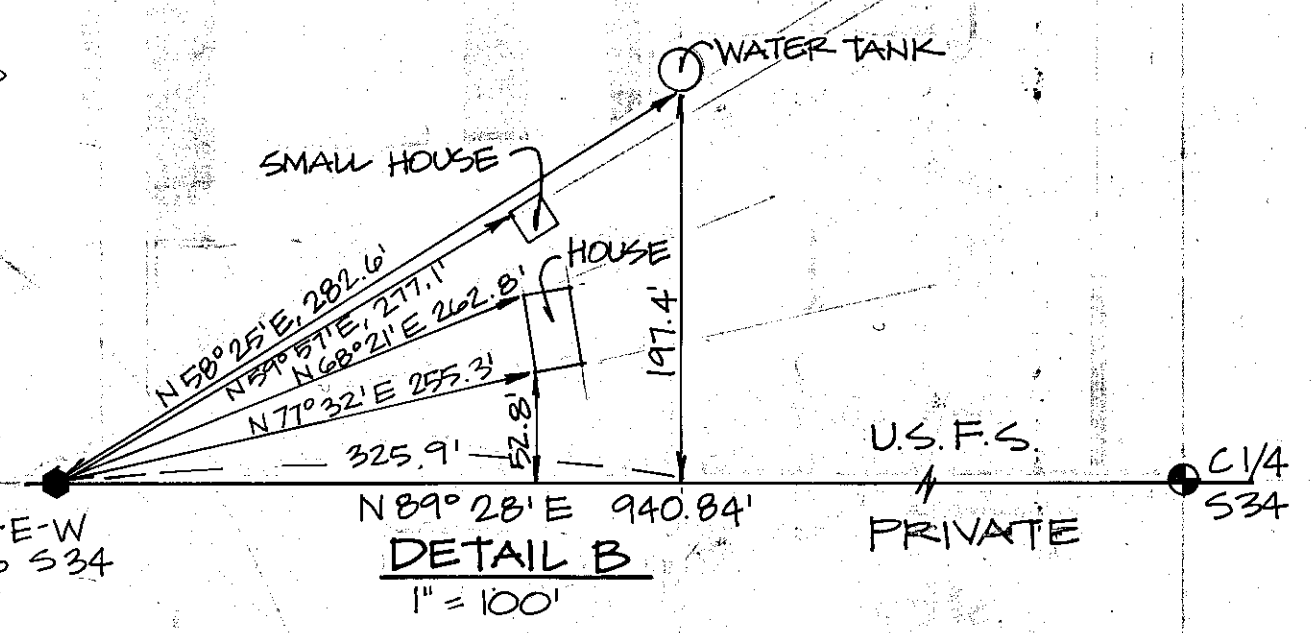 WATER TANK
SMALL HOUSE
HOUSE
N 58° 25' E, 282.6'
N 59° 57' E, 277.1'
N 68° 21' E 262.8'
N 77° 32' E 255.3'
197.4'
52.8'
325.9'
U.S.F.S.
C 1/4
S34
N 89° 28' E 940.84'
PRIVATE
E-W
S34
DETAIL B
1" = 100'